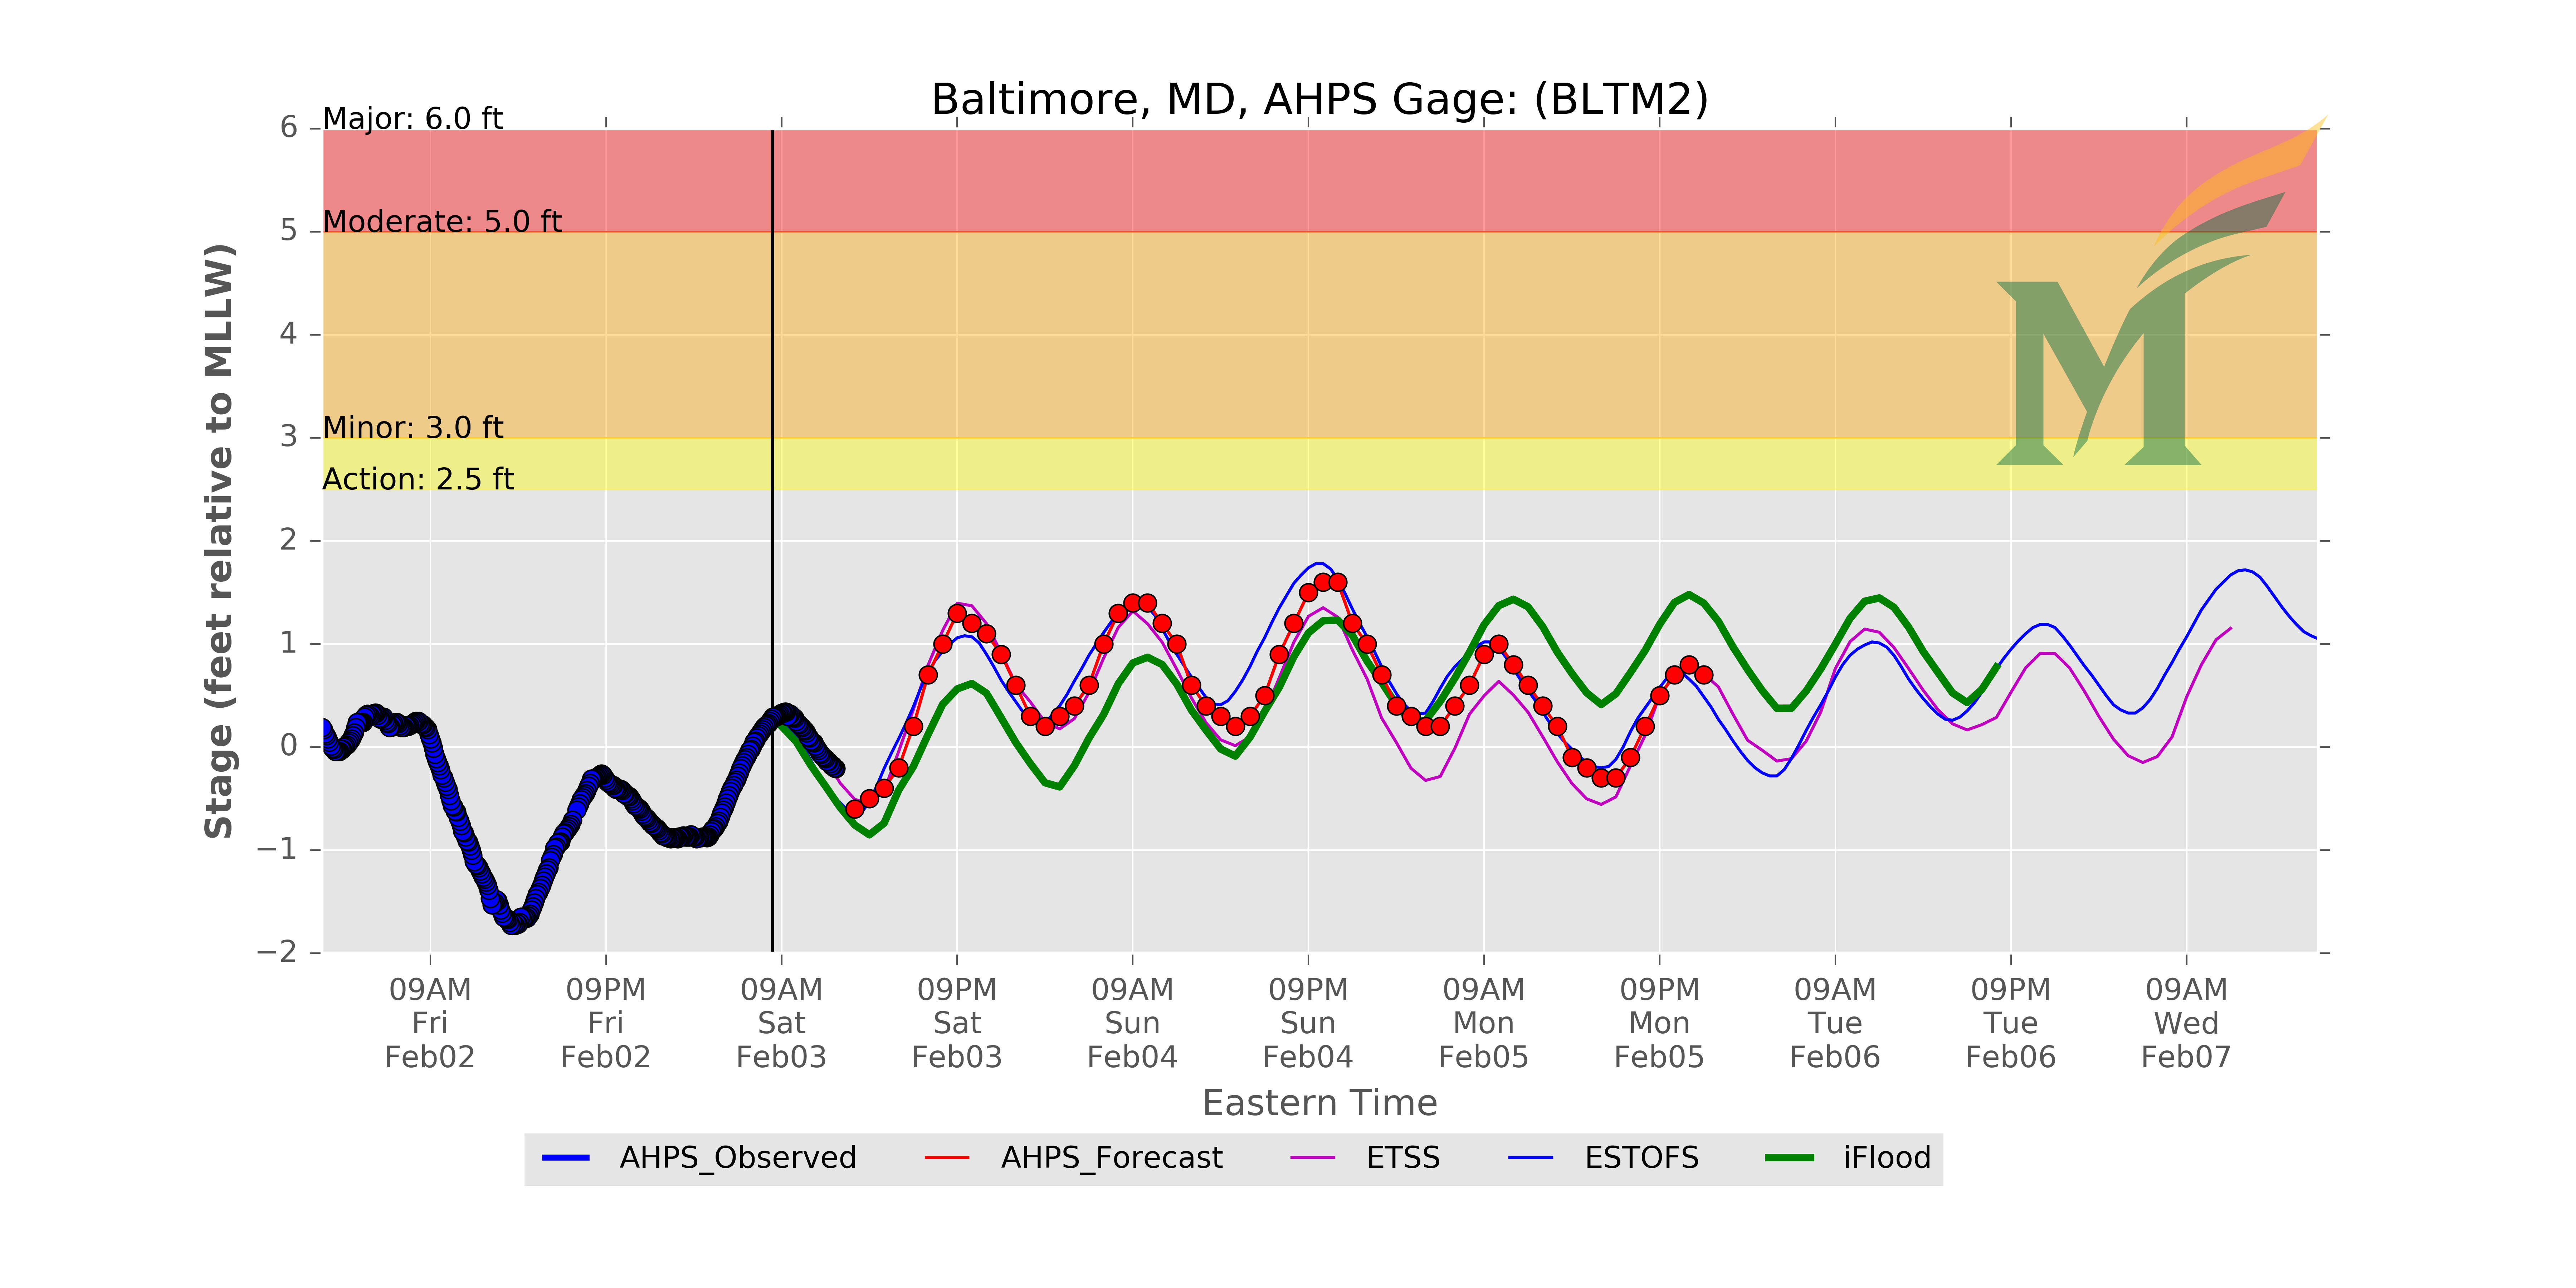 Baltimore, MD, AHPS Gage: (BLTM2)
Major: 6.0 ft
Moderate: 5.0 ft
Minor: 3.0 ft
Action: 2.5 ft
6
5
4
3
2
1
0
−1
−2
Stage (feet relative to MLLW)
09AM 09PM 09AM 09PM 09AM 09PM 09AM 09PM 09AM 09PM 09AM
Fri Fri Sat Sat Sun Sun Mon Mon Tue Tue Wed
Feb02 Feb02 Feb03 Feb03 Feb04 Feb04 Feb05 Feb05 Feb06 Feb06 Feb07
Eastern Time
AHPS_Observed AHPS_Forecast ETSS ESTOFS iFlood
M